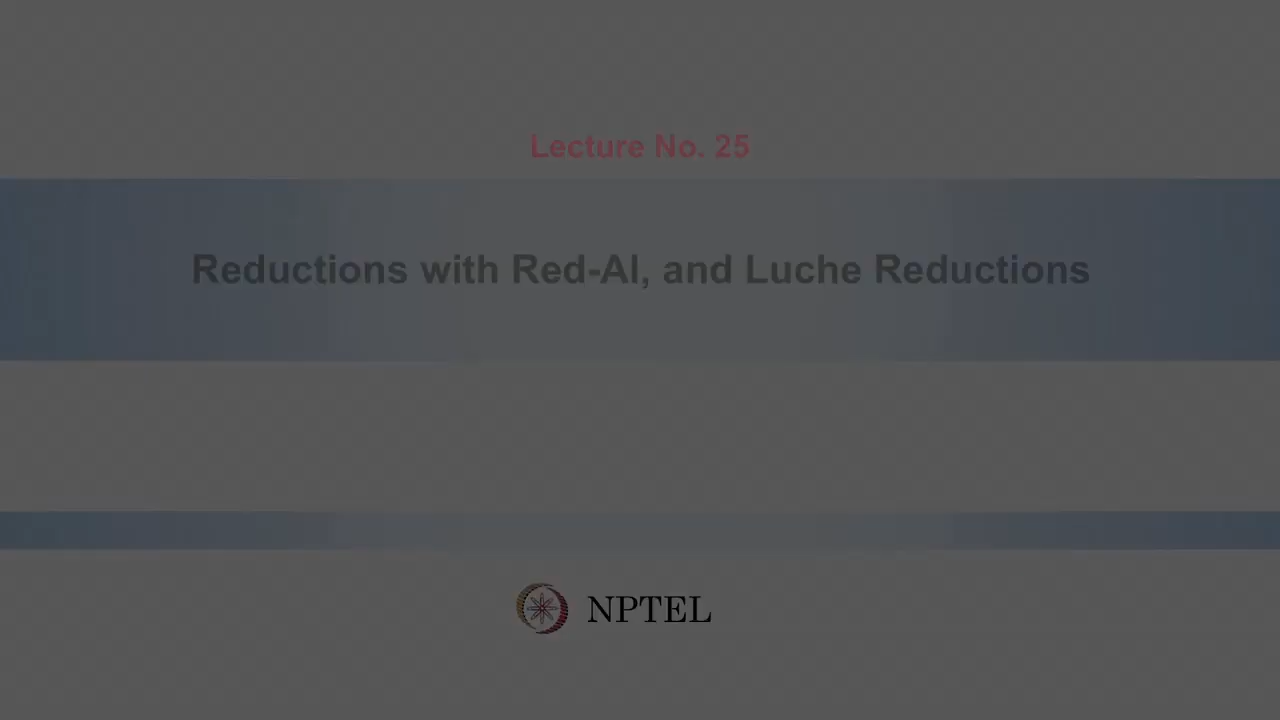 Lecture No. 25
Reductions with Red-Al, and Luche Reductions
NPTEL